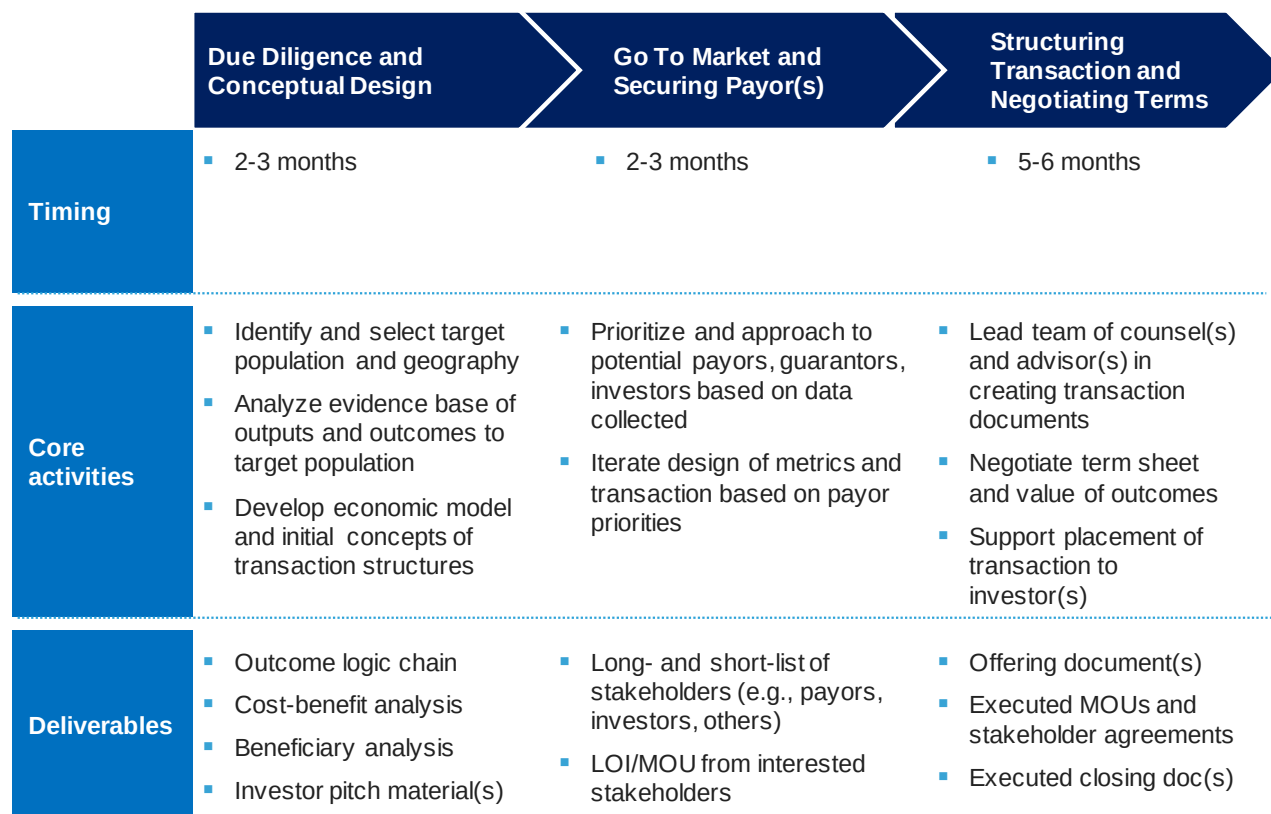 Due Diligence and
Conceptual Design
Go To Market and
Securing Payor(s)
Structuring
Transaction and
Negotiating Terms
Timing
2-3 months
2-3 months
5-6 months
Core
activities
Identify and select target
population and geography
Analyze evidence base of
outputs and outcomes to
target population
Develop economic model
and initial concepts of
transaction structures
Prioritize and approach to
potential payors, guarantors,
investors based on data
collected
Iterate design of metrics and
transaction based on payor
priorities
Lead team of counsel(s)
and advisor(s) in
creating transaction
documents
Negotiate term sheet
and value of outcomes
Support placement of
transaction to
investor(s)
Deliverables
Outcome logic chain
Cost-benefit analysis
Beneficiary analysis
Investor pitch material(s)
Long- and short-list of
stakeholders (e.g., payors,
investors, others)
LOI/MOU from interested
stakeholders
Offering document(s)
Executed MOUs and
stakeholder agreements
Executed closing doc(s)